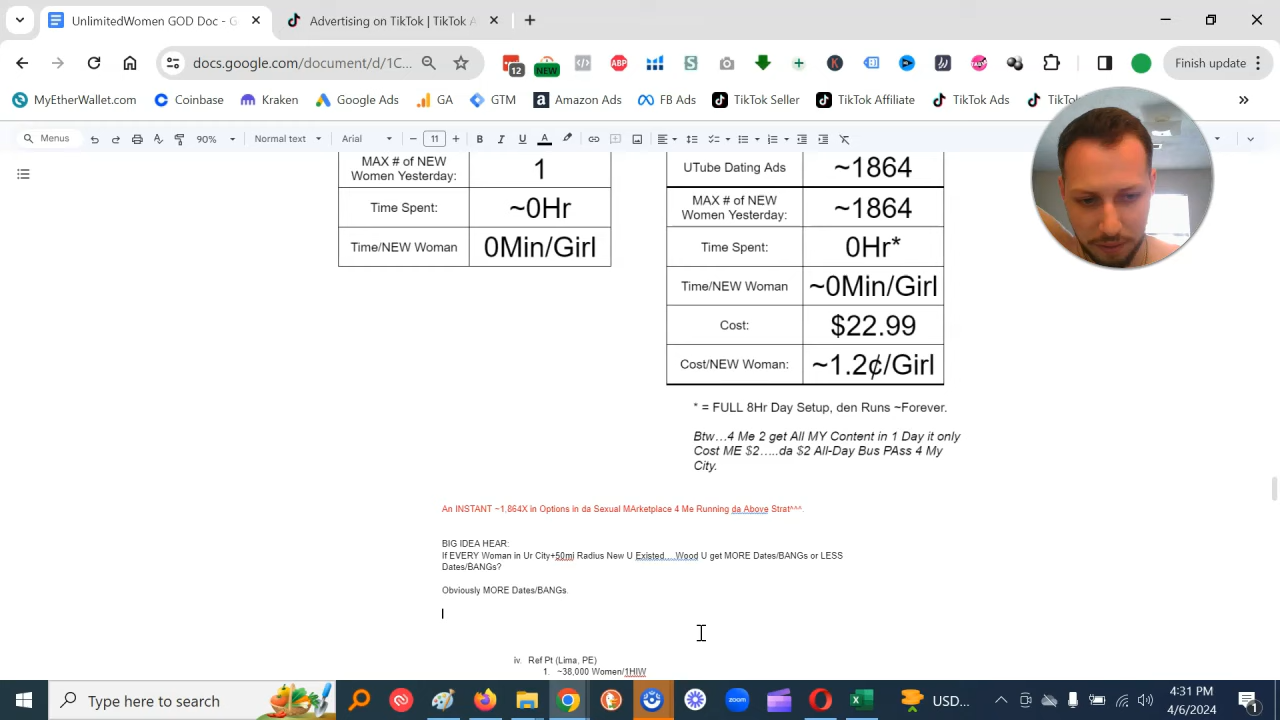 UnlimitedWomen GOD Doc - G
Advertising on TikTok | TikTok A
docs.google.com/document/d/1C...
12
NEW
ABP
Finish update
MyEtherWallet.com
Coinbase
Kraken
Google Ads
GA
GTM
Amazon Ads
FB Ads
TikTok Seller
TikTok Affiliate
TikTok Ads
TikTo
Menus
90%
Normal text
Arial
11
MAX # of NEW
Women Yesterday:
1
Time Spent:
~0Hr
Time/NEW Woman
0Min/Girl
UTube Dating Ads
~1864
MAX # of NEW
Women Yesterday:
~1864
Time Spent:
0Hr*
Time/NEW Woman
~0Min/Girl
Cost:
$22.99
Cost/NEW Woman:
~1.2¢/Girl
* = FULL 8Hr Day Setup, den Runs ~Forever.
Btw…4 Me 2 get All MY Content in 1 Day it only
Cost ME $2…..da $2 All-Day Bus PAss 4 My
City.
An INSTANT ~1,864X in Options in da Sexual MArketplace 4 Me Running da Above Strat^^^.
BIG IDEA HEAR:
If EVERY Woman in Ur City+50mi Radius New U Existed....Wood U get MORE Dates/BANGs or LESS
Dates/BANGs?
Obviously MORE Dates/BANGs.
iv. Ref Pt (Lima, PE)
1. ~38,000 Women/1HIW
Type here to search
USD...
4:31 PM
4/6/2024
1